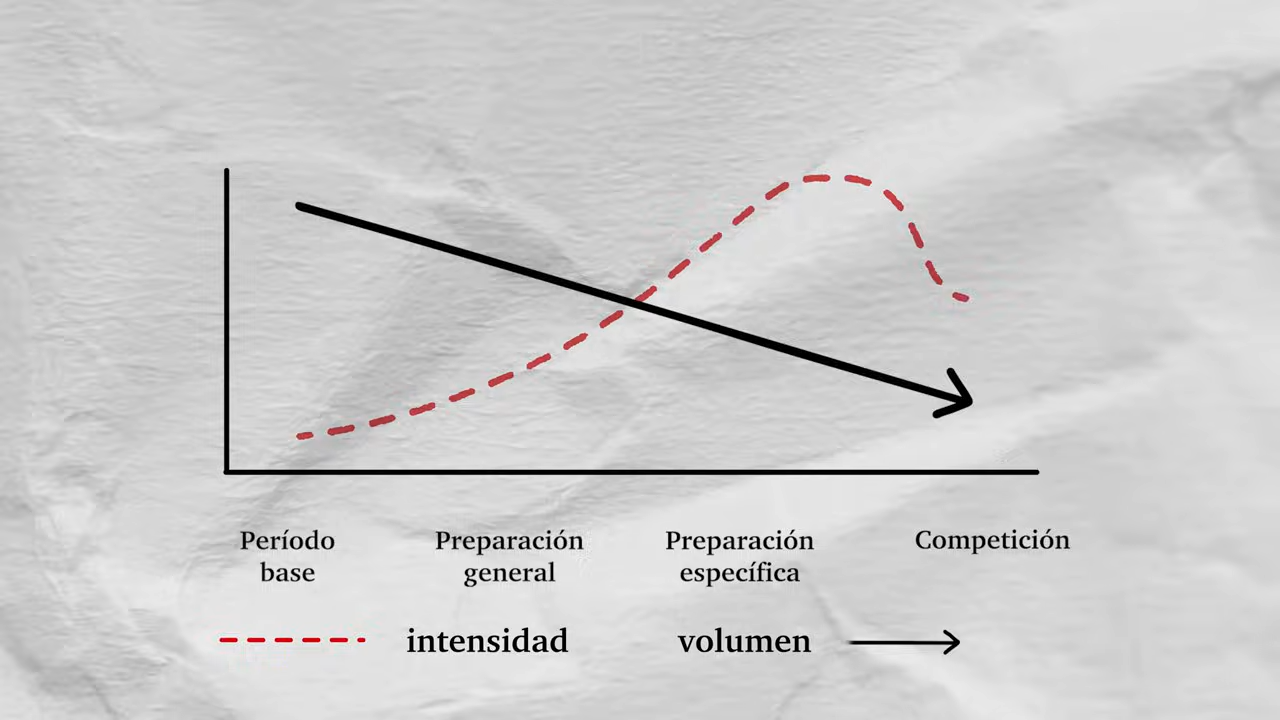 Período
base
Preparación
general
Preparación
específica
Competición
intensidad
volumen